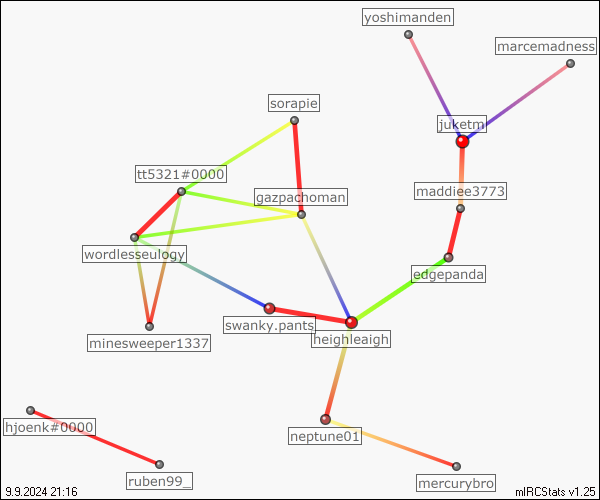 yoshimanden
marcemadness
sorapie
juketm
tt5321#0000
maddiee3773
gazpachoman
wordlesseulogy
edgepanda
swanky.pants
heighleaigh
minesweeper1337
hjoenk#0000
neptune01
ruben99_
mercurybro
9.9.2024 21:16
mIRCStats v1.25